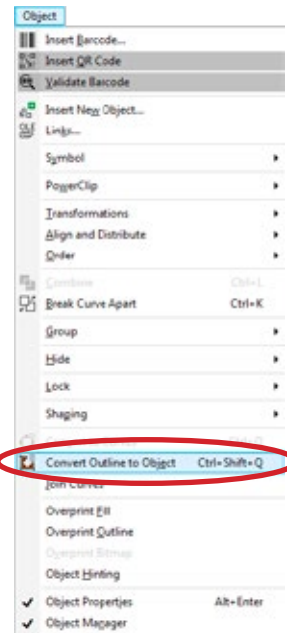 Object
Insert Barcode...
Insert QR Code
Validate Barcode
Insert New Object...
Links...
Symbol
PowerClip
Transformations
Align and Distribute
Order
Combine Ctrl+L
Break Curve Apart Ctrl+K
Group
Hide
Lock
Shaping
Convert Outline to Object Ctrl+Shift+Q
Join Curves
Overprint Fill
Overprint Outline
Overprint Bitmap
Object Hinting
Object Properties Alt+Enter
Object Manager